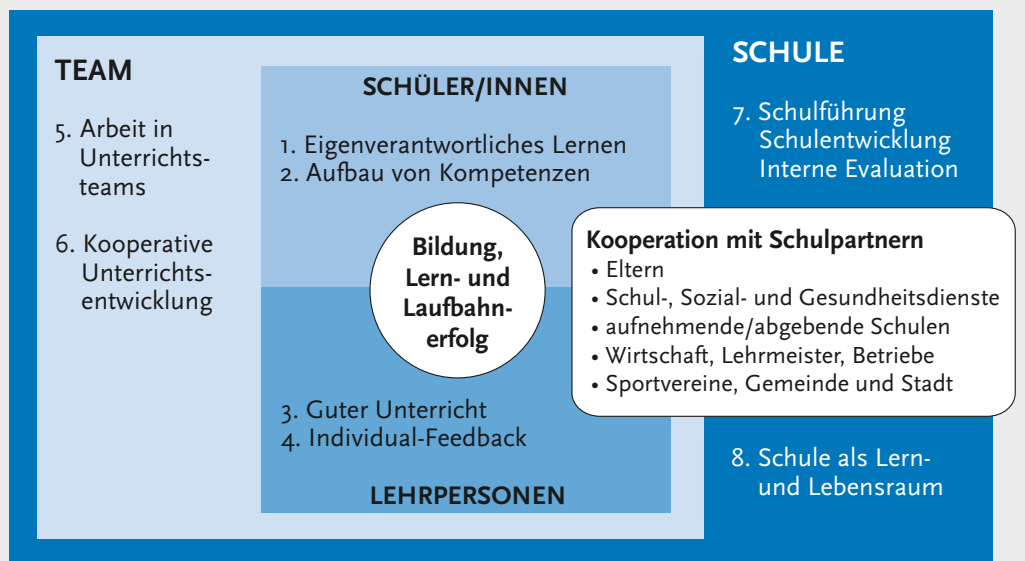 TEAM
5. Arbeit in
Unterrichts-
teams
6. Kooperative
Unterrichts-
entwicklung
SCHÜLER/INNEN
1. Eigenverantwortliches Lernen
2. Aufbau von Kompetenzen
Bildung,
Lern- und
Laufbahn-
erfolg
3. Guter Unterricht
4. Individual-Feedback
LEHRPERSONEN
SCHULE
7. Schulführung
Schulentwicklung
Interne Evaluation
Kooperation mit Schulpartnern
• Eltern
• Schul-, Sozial- und Gesundheitsdienste
• aufnehmende/abgebende Schulen
• Wirtschaft, Lehrmeister, Betriebe
• Sportvereine, Gemeinde und Stadt
8. Schule als Lern-
und Lebensraum